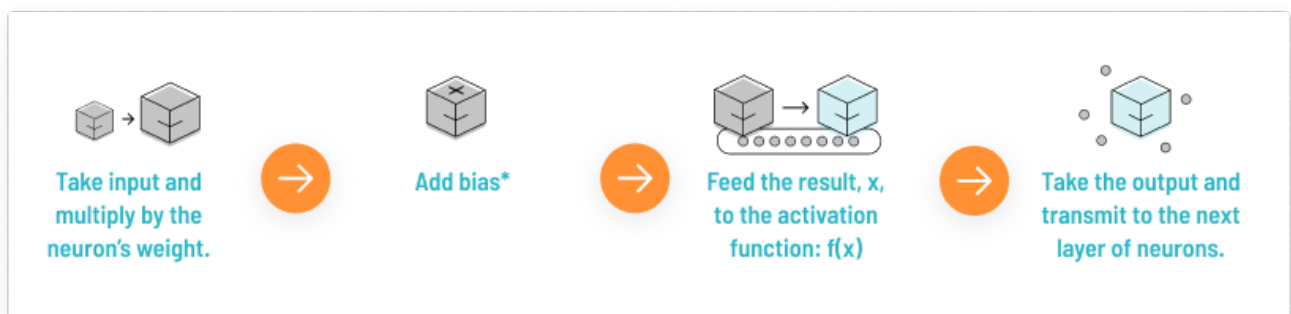 Take input and
multiply by the
neuron's weight.
Add bias*
Feed the result, x,
to the activation
function: f(x)
Take the output and
transmit to the next
layer of neurons.